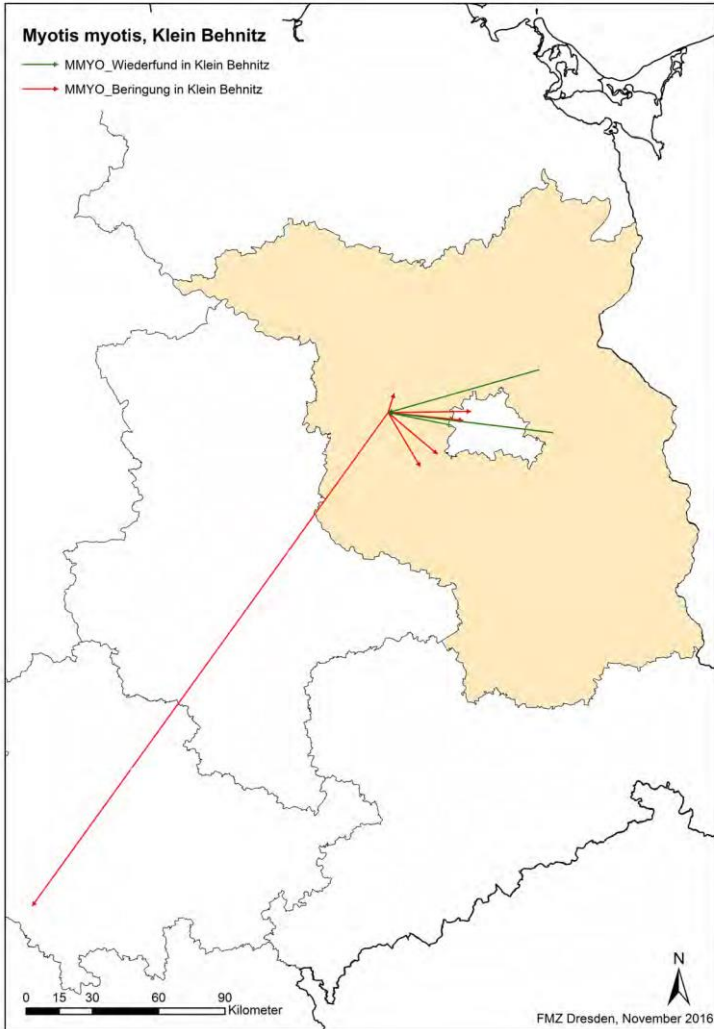 Myotis myotis, Klein Behnitz
MMYO_Wiederfund in Klein Behnitz
MMYO_Beringung in Klein Behnitz
N
0 15 30 60 90
Kilometer
FMZ Dresden, November 2016